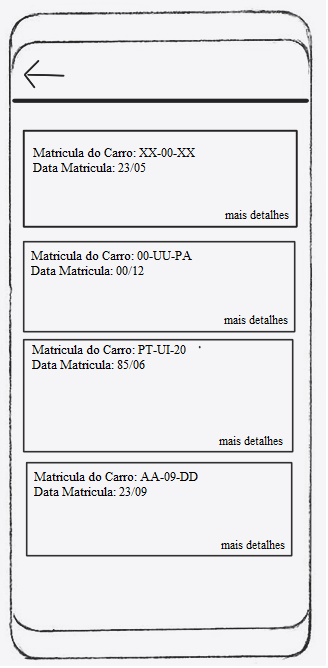 Matricula do Carro: XX-00-XX
Data Matricula: 23/05
mais detalhes
Matricula do Carro: 00-UU-PA
Data Matricula: 00/12
mais detalhes
Matricula do Carro: PT-UI-20
Data Matricula: 85/06
mais detalhes
Matricula do Carro: AA-09-DD
Data Matricula: 23/09
mais detalhes